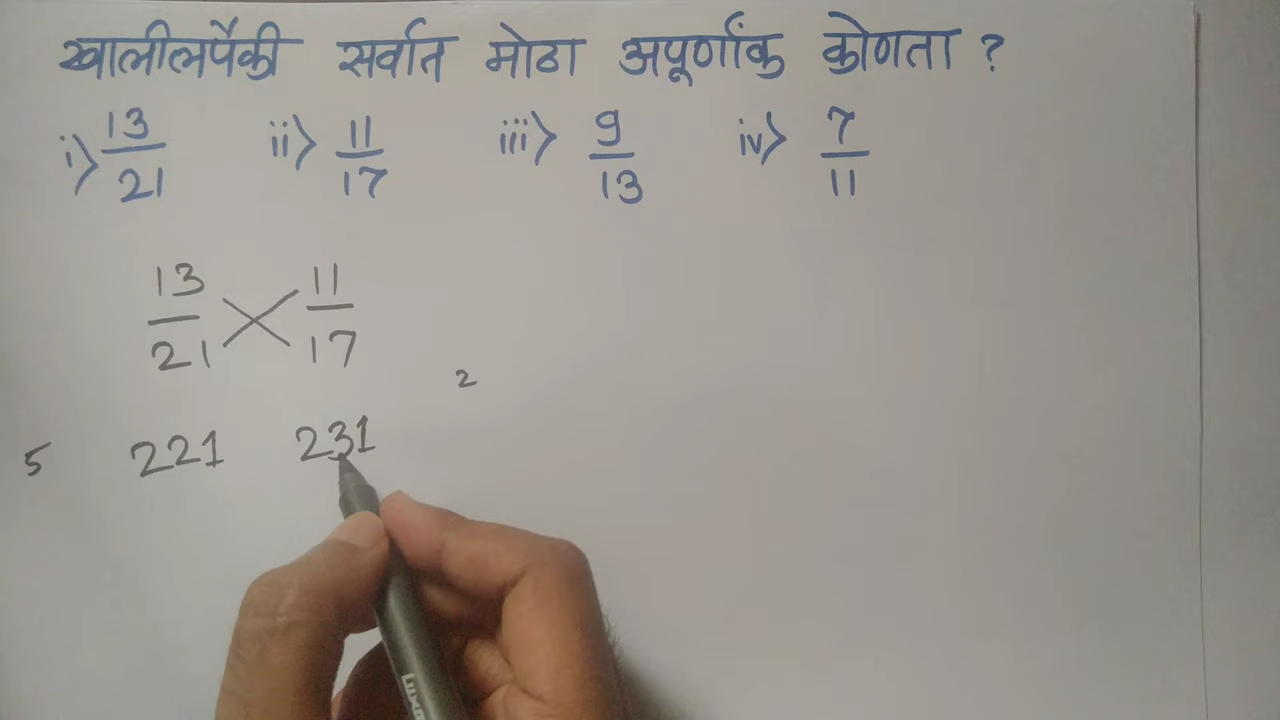 खालीलपैकी सर्वात मोठा अपूर्णांक कोणता ?
i) 13/21 ii) 11/17 iii) 9/13 iv) 7/11
13/21 × 11/17
2
5 221 231